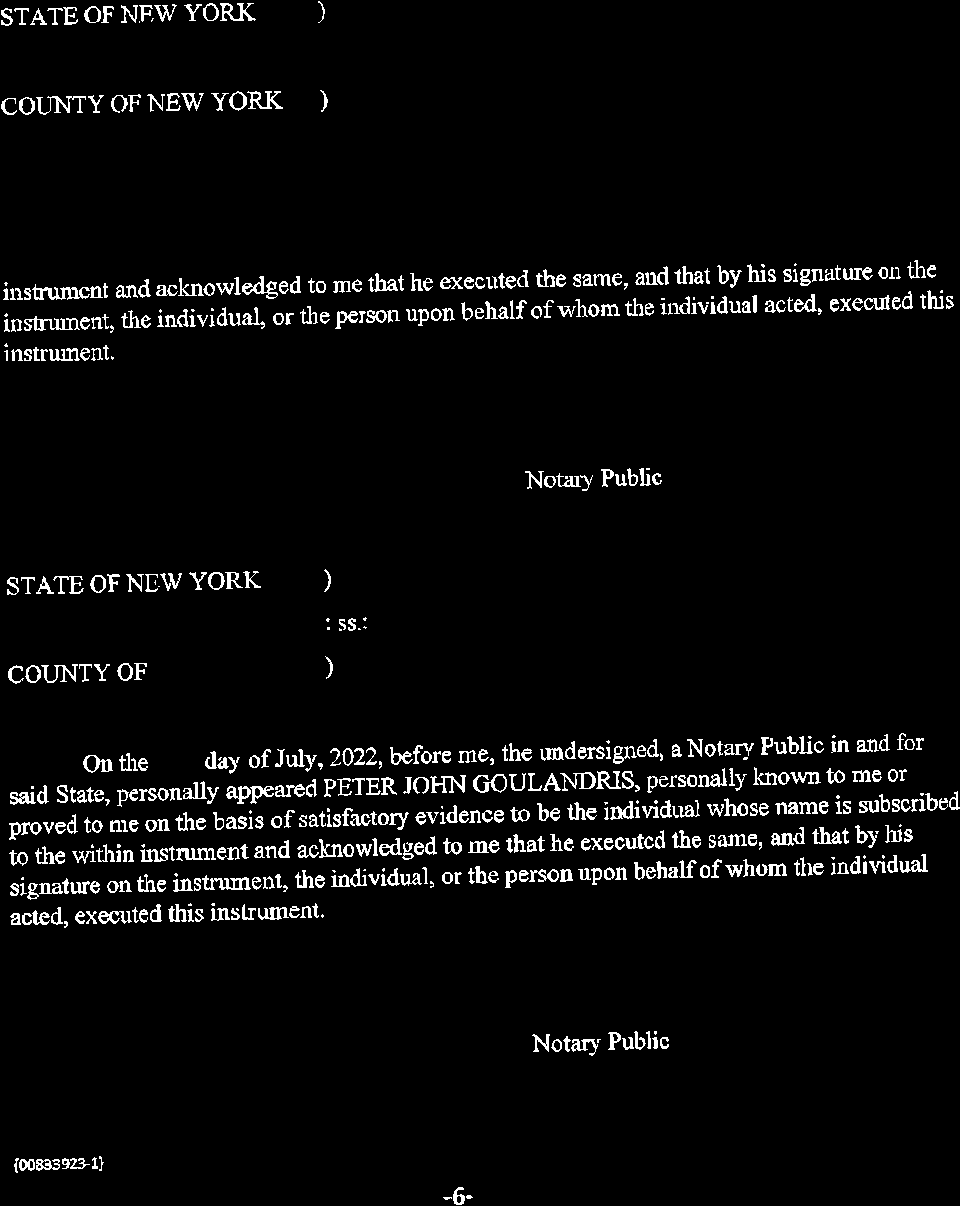 STATE OF NEW YORK )
COUNTY OF NEW YORK )
instrument and acknowledged to me that he executed the same, and that by his signature on the
instrument, the individual, or the person upon behalf of whom the individual acted, executed this
instrument.
Notary Public
STATE OF NEW YORK )
: ss.:
COUNTY OF )
On the day of July, 2022, before me, the undersigned, a Notary Public in and for
said State, personally appeared PETER JOHN GOULANDRIS, personally known to me or
proved to me on the basis of satisfactory evidence to be the individual whose name is subscribed
to the within instrument and acknowledged to me that he executed the same, and that by his
signature on the instrument, the individual, or the person upon behalf of whom the individual
acted, executed this instrument.
Notary Public
{00833923-1}
-6-